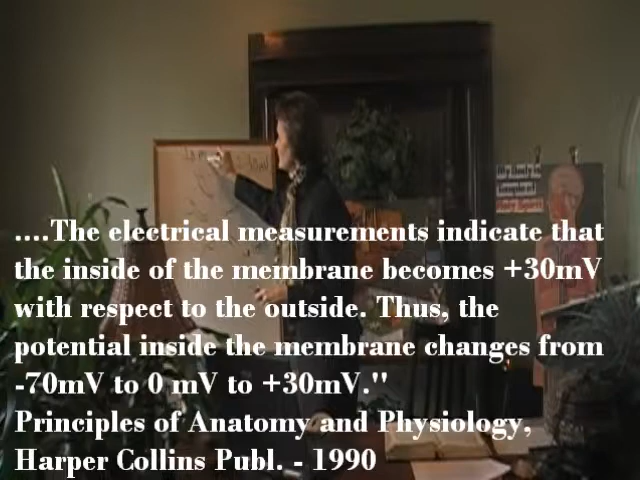 ....The electrical measurements indicate that
the inside of the membrane becomes +30mV
with respect to the outside. Thus, the
potential inside the membrane changes from
-70mV to 0 mV to +30mV."
Principles of Anatomy and Physiology,
Harper Collins Publ. - 1990